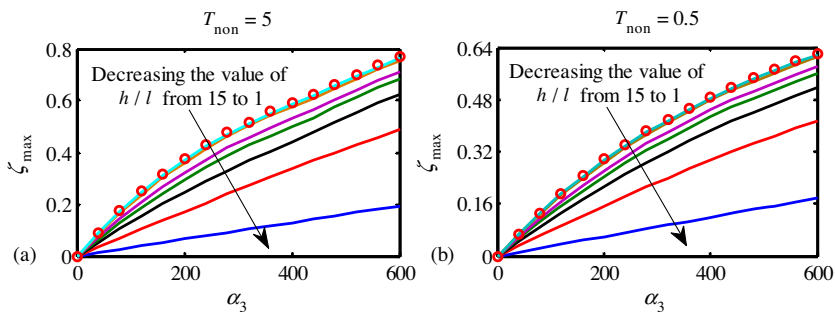 T_non = 5
0.8
0.6
0.4
0.2
0
ζ_max
Decreasing the value of
h / l from 15 to 1
0 200 400 600
α_3
(a)
T_non = 0.5
0.64
0.48
0.32
0.16
0
ζ_max
Decreasing the value of
h / l from 15 to 1
0 200 400 600
α_3
(b)